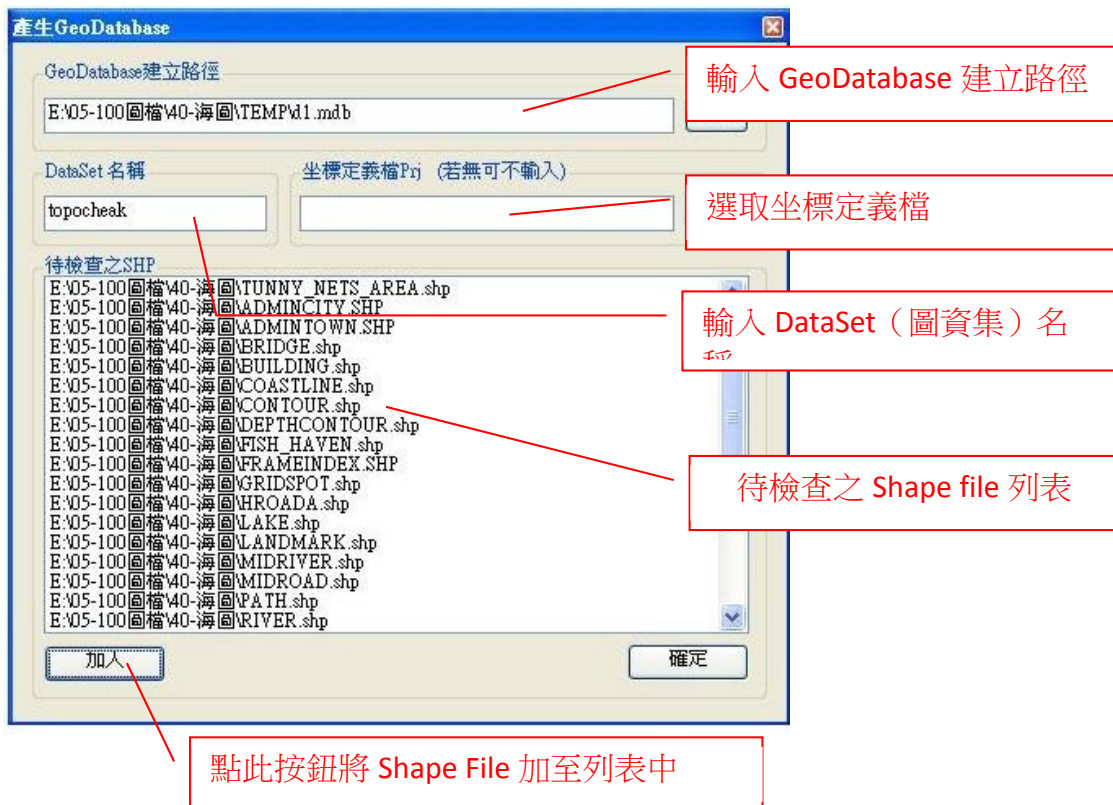 產生GeoDatabase
GeoDatabase建立路徑
E:\05-100圖檔\40-海圖\TEMP\d1.mdb
輸入 GeoDatabase 建立路徑
DataSet 名稱
坐標定義檔Prj (若無可不輸入)
topocheak
選取坐標定義檔
待檢查之SHP
E:\05-100圖檔\40-海圖\TUNNY_NETS_AREA.shp
E:\05-100圖檔\40-海圖\ADMINCITY.SHP
E:\05-100圖檔\40-海圖\ADMINTOWN.SHP
E:\05-100圖檔\40-海圖\BRIDGE.shp
E:\05-100圖檔\40-海圖\BUILDING.shp
E:\05-100圖檔\40-海圖\COASTLINE.shp
E:\05-100圖檔\40-海圖\CONTOUR.shp
E:\05-100圖檔\40-海圖\DEPTHCONTOUR.shp
E:\05-100圖檔\40-海圖\FISH_HAVEN.shp
E:\05-100圖檔\40-海圖\FRAMEINDEX.SHP
E:\05-100圖檔\40-海圖\GRIDSPOT.shp
E:\05-100圖檔\40-海圖\HROADA.shp
E:\05-100圖檔\40-海圖\LAKE.shp
E:\05-100圖檔\40-海圖\LANDMARK.shp
E:\05-100圖檔\40-海圖\MIDRIVER.shp
E:\05-100圖檔\40-海圖\MIDROAD.shp
E:\05-100圖檔\40-海圖\PATH.shp
E:\05-100圖檔\40-海圖\RIVER.shp
輸入 DataSet（圖資集）名
稱
待檢查之 Shape file 列表
加入
確定
點此按鈕將 Shape File 加至列表中